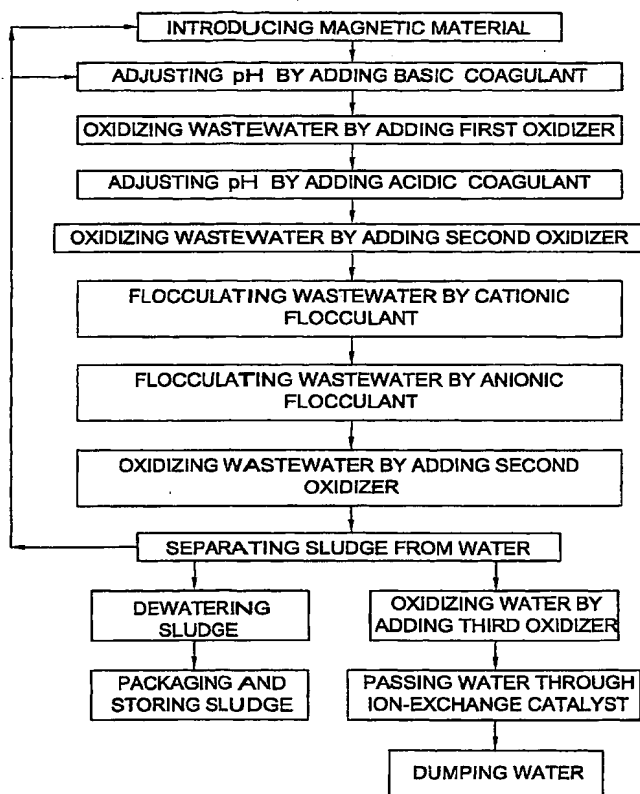 INTRODUCING MAGNETIC MATERIAL
ADJUSTING pH BY ADDING BASIC COAGULANT
OXIDIZING WASTEWATER BY ADDING FIRST OXIDIZER
ADJUSTING pH BY ADDING ACIDIC COAGULANT
OXIDIZING WASTEWATER BY ADDING SECOND OXIDIZER
FLOCCULATING WASTEWATER BY CATIONIC
FLOCCULANT
FLOCCULATING WASTEWATER BY ANIONIC
FLOCCULANT
OXIDIZING WASTEWATER BY ADDING SECOND
OXIDIZER
SEPARATING SLUDGE FROM WATER
DEWATERING
SLUDGE
OXIDIZING WATER BY
ADDING THIRD OXIDIZER
PACKAGING AND
STORING SLUDGE
PASSING WATER THROUGH
ION-EXCHANGE CATALYST
DUMPING WATER